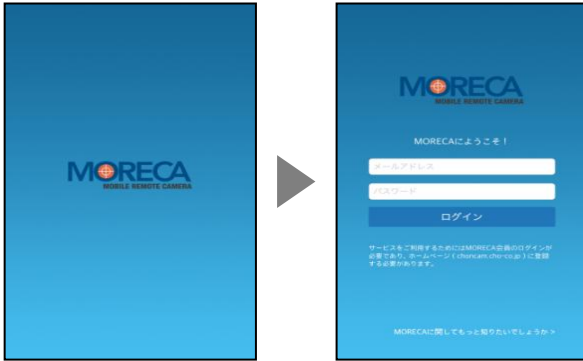 MORECA
MOBILE REMOTE CAMERA
MORECA
MOBILE REMOTE CAMERA
MORECAにようこそ！
メールアドレス
パスワード
ログイン
サービスをご利用するためにはMORECA会員のログインが
必要であり、ホームページ ( choricam.cho-co.jp ) に登録
する必要があります。
MORECAに関してもっと知りたいでしょうか >